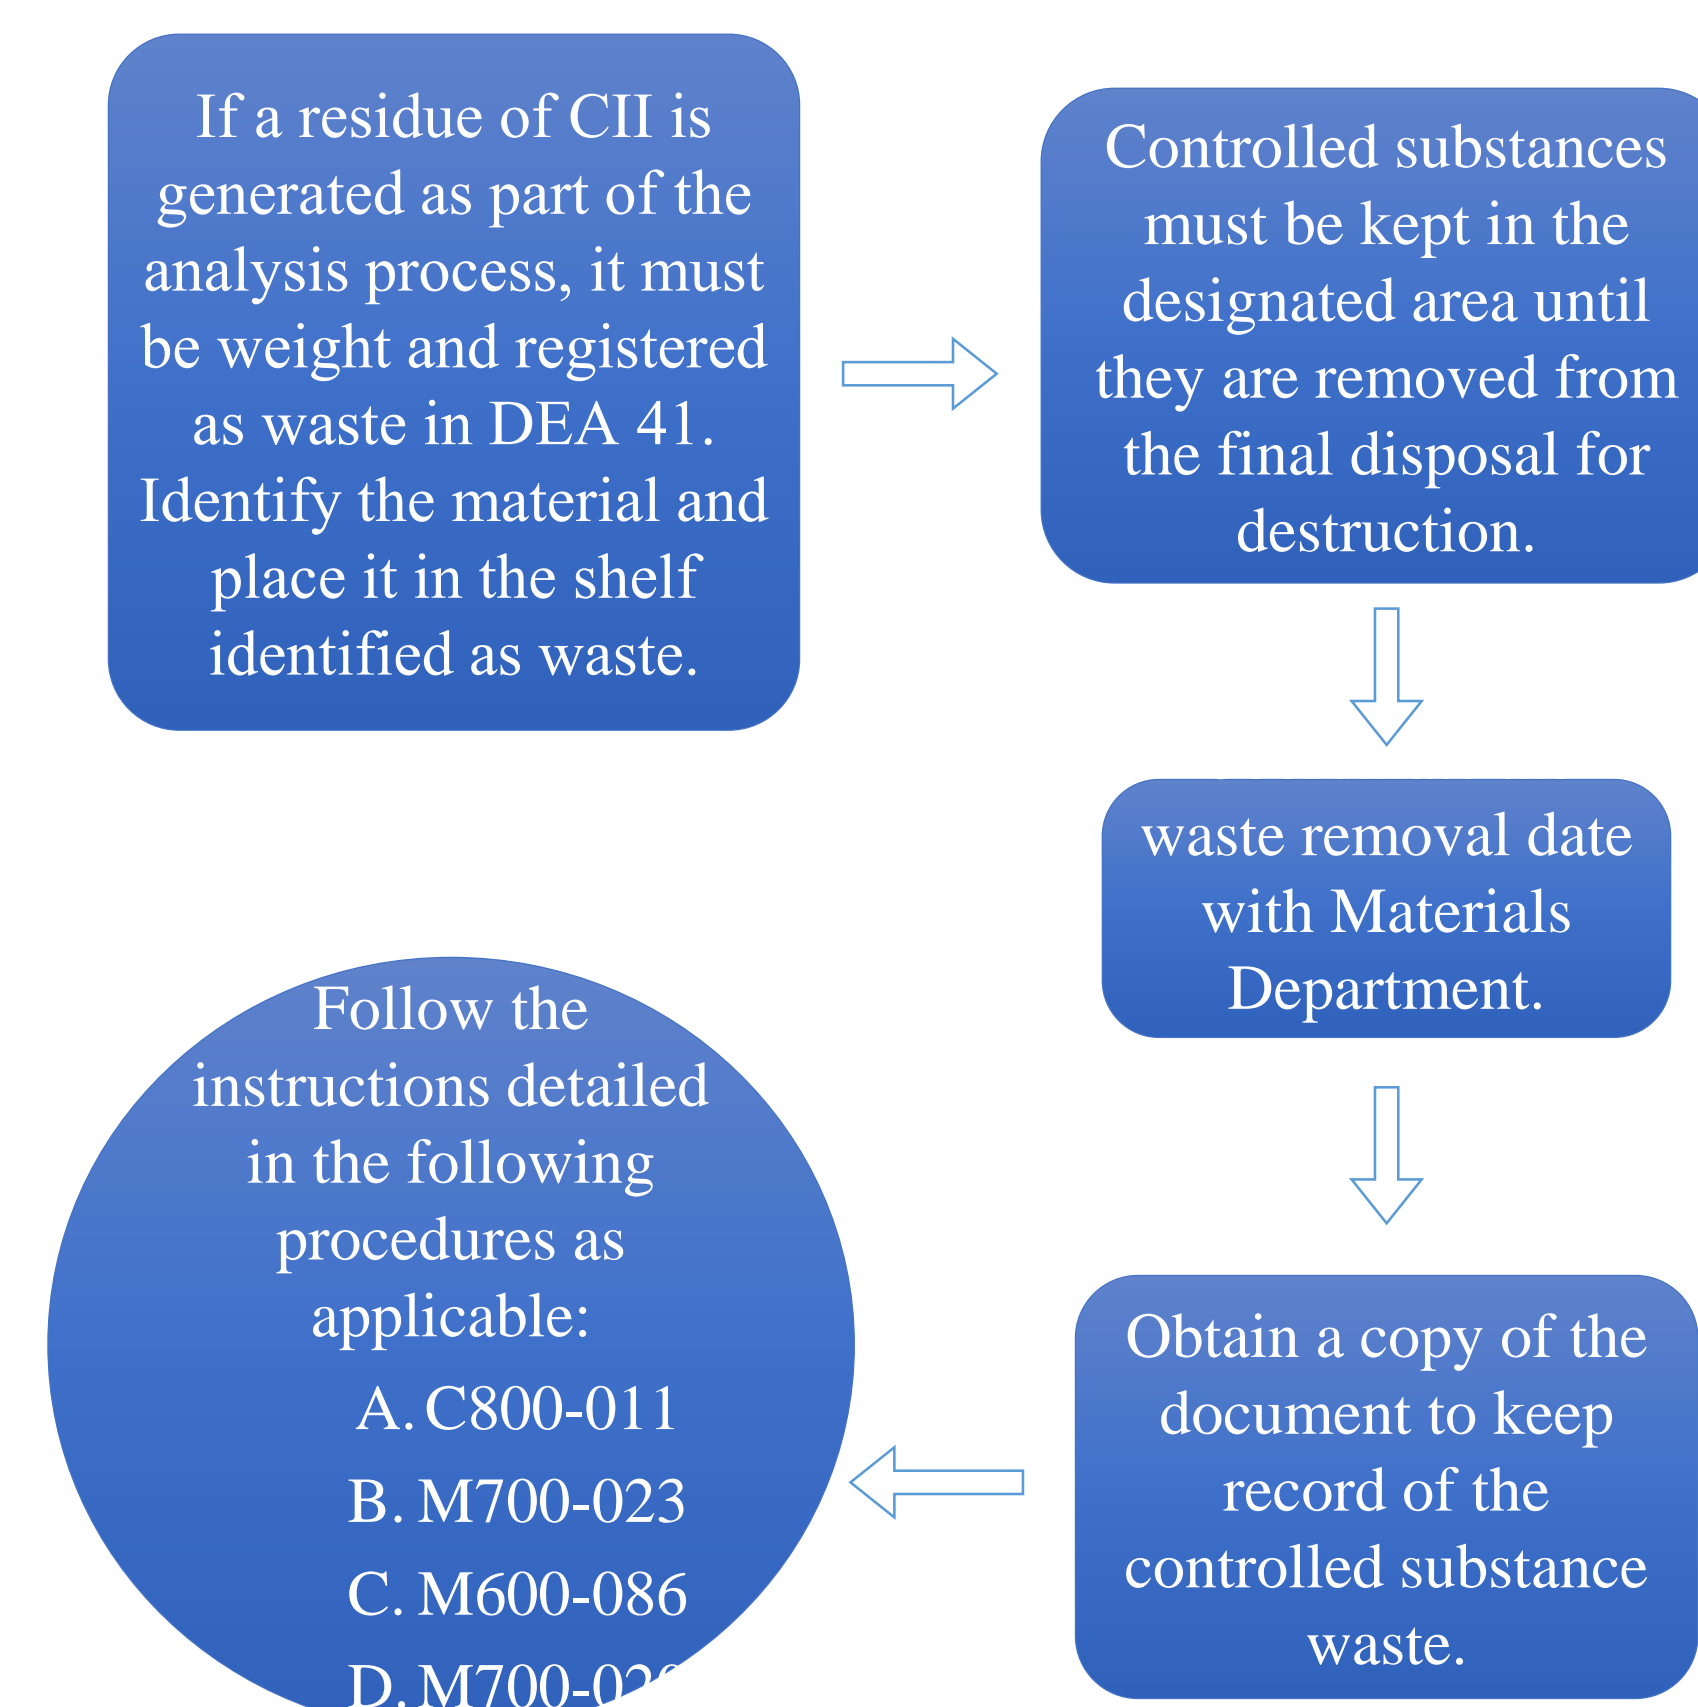 If a residue of CII is
generated as part of the
analysis process, it must
be weight and registered
as waste in DEA 41.
Identify the material and
place it in the shelf
identified as waste.
Controlled substances
must be kept in the
designated area until
they are removed from
the final disposal for
destruction.
waste removal date
with Materials
Department.
Obtain a copy of the
document to keep
record of the
controlled substance
waste.
Follow the
instructions detailed
in the following
procedures as
applicable:
A. C800-011
B. M700-023
C. M600-086
D.